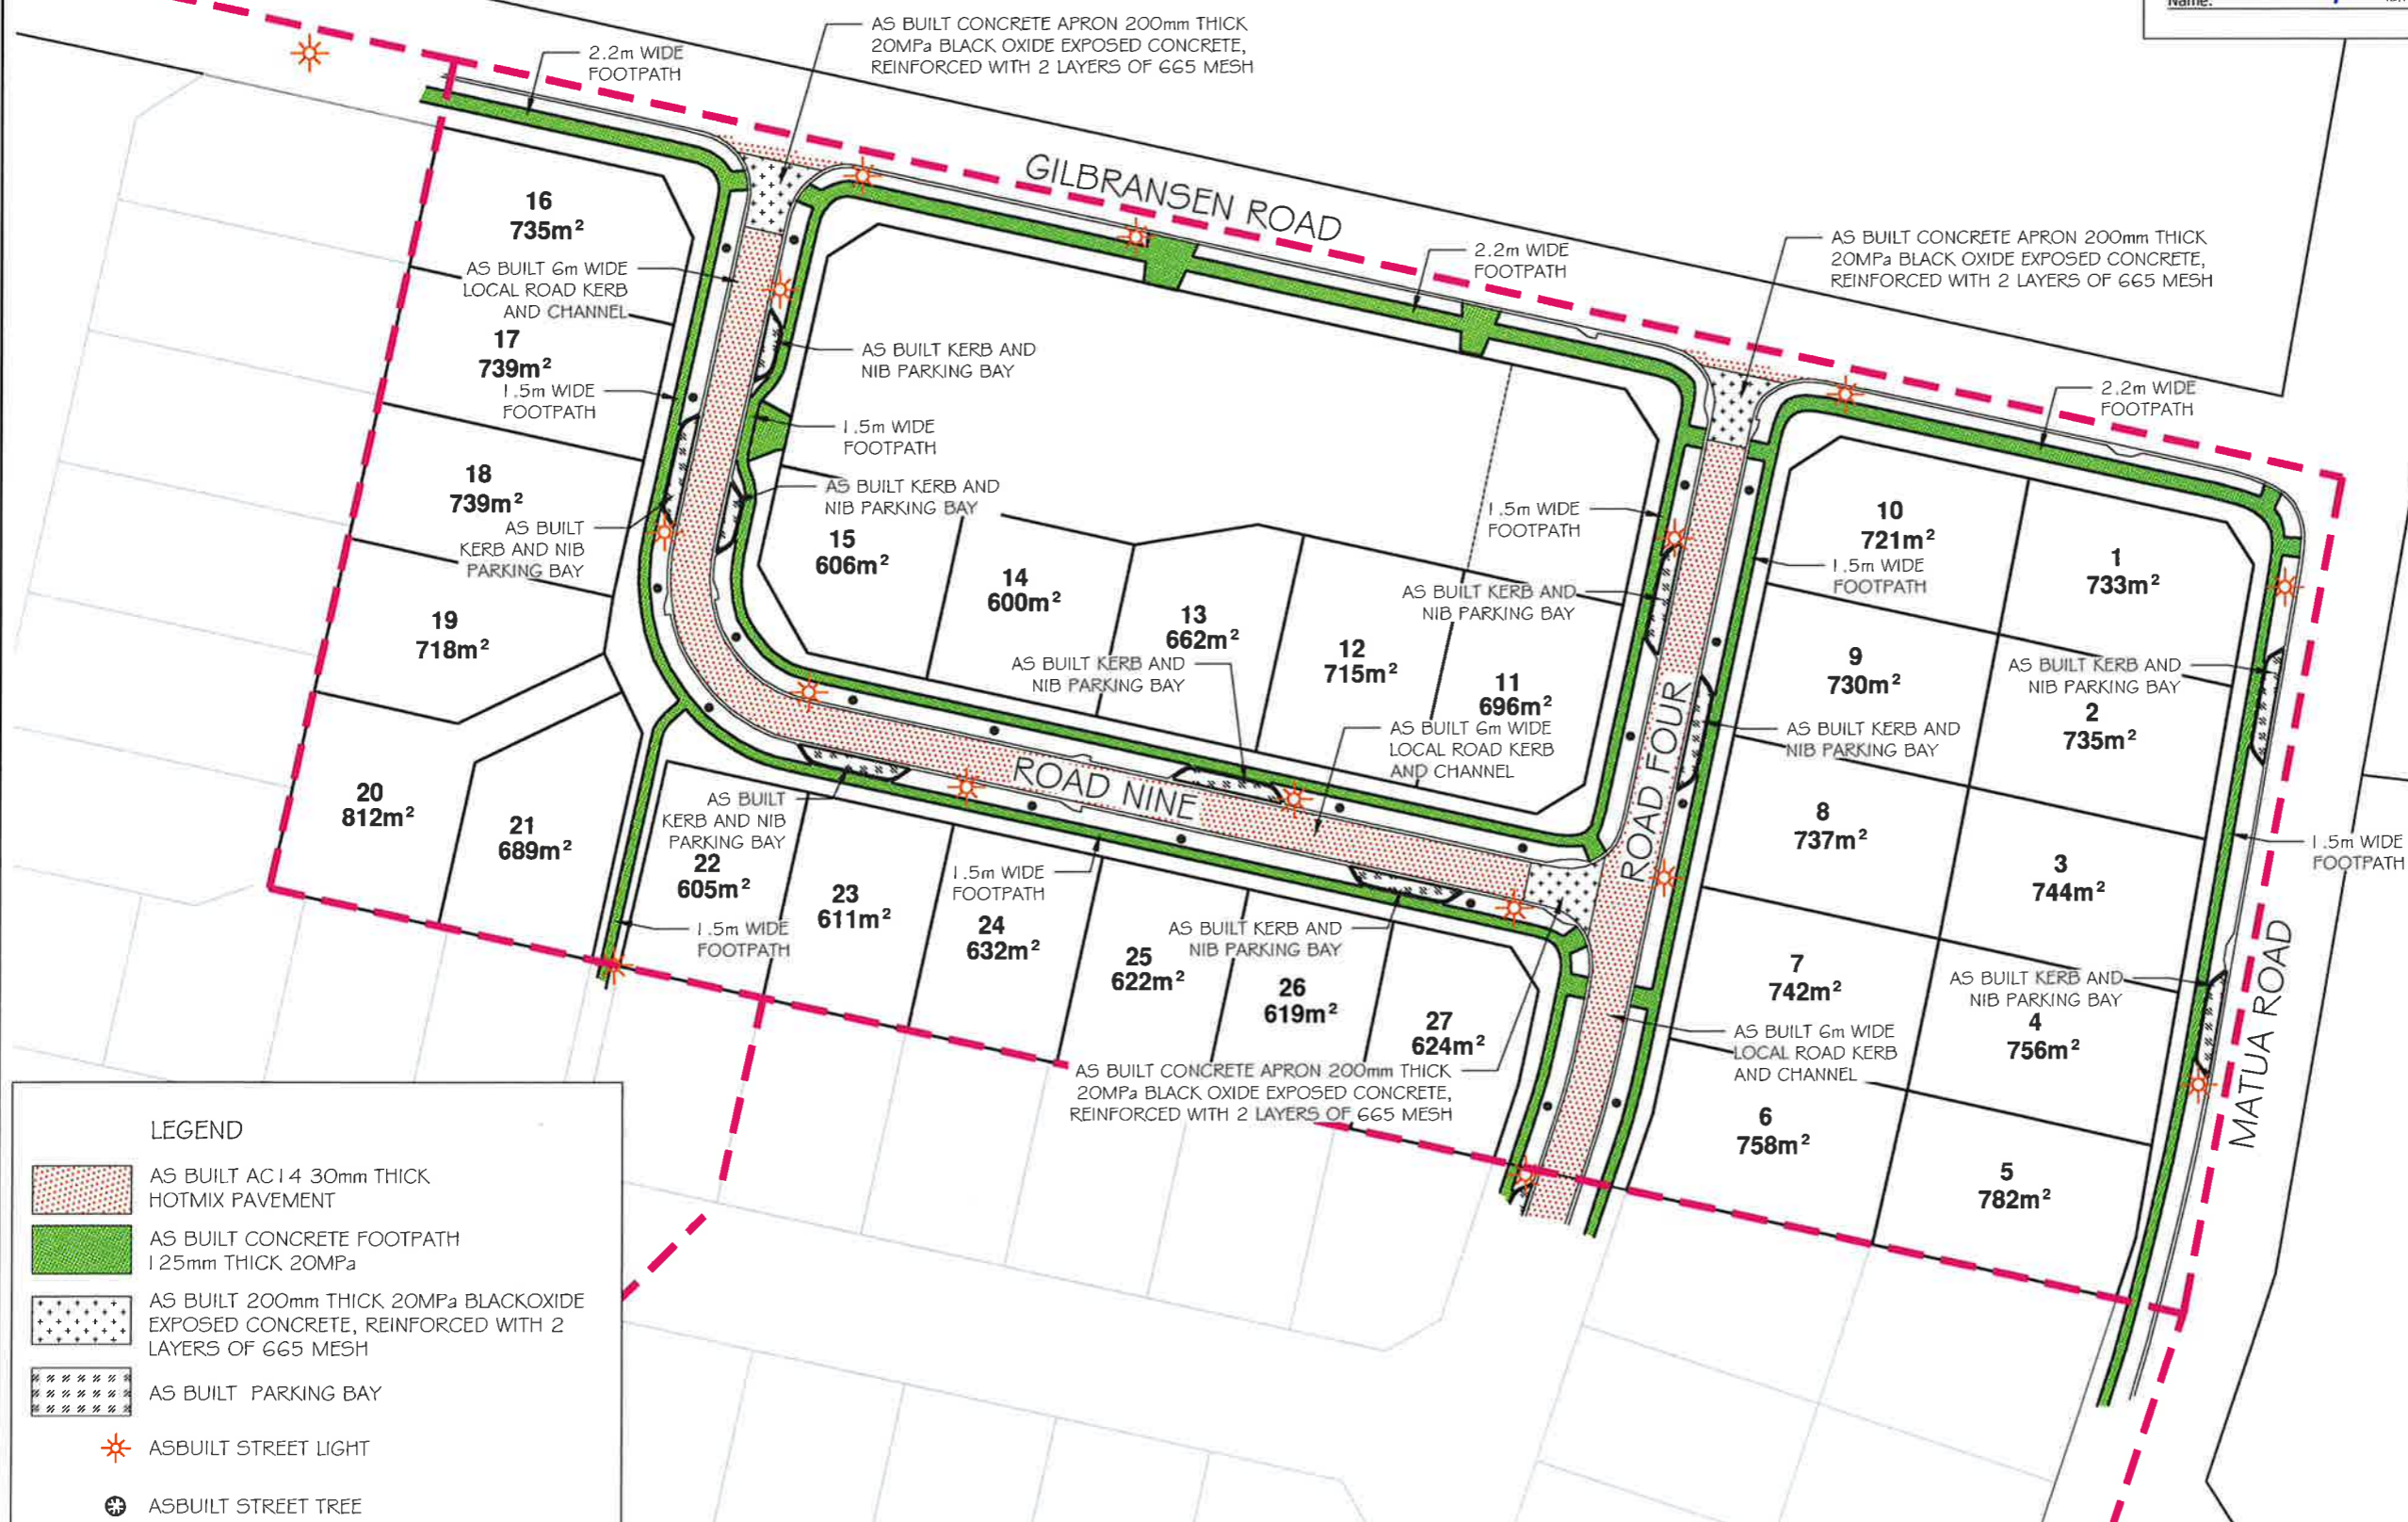 Name:
AS BUILT CONCRETE APRON 200mm THICK
20MPa BLACK OXIDE EXPOSED CONCRETE,
REINFORCED WITH 2 LAYERS OF 665 MESH
2.2m WIDE
FOOTPATH
GILBRANSEN ROAD
2.2m WIDE
FOOTPATH
AS BUILT CONCRETE APRON 200mm THICK
20MPa BLACK OXIDE EXPOSED CONCRETE,
REINFORCED WITH 2 LAYERS OF 665 MESH
2.2m WIDE
FOOTPATH
16
735m²
AS BUILT 6m WIDE
LOCAL ROAD KERB
AND CHANNEL
17
739m²
1.5m WIDE
FOOTPATH
18
739m²
AS BUILT
KERB AND NIB
PARKING BAY
19
718m²
20
812m²
21
689m²
AS BUILT KERB AND
NIB PARKING BAY
1.5m WIDE
FOOTPATH
AS BUILT KERB AND
NIB PARKING BAY
15
606m²
14
600m²
13
662m²
AS BUILT KERB AND
NIB PARKING BAY
12
715m²
1.5m WIDE
FOOTPATH
AS BUILT KERB AND
NIB PARKING BAY
11
696m²
AS BUILT 6m WIDE
LOCAL ROAD KERB
AND CHANNEL
ROAD NINE
ROAD FOUR
10
721m²
1.5m WIDE
FOOTPATH
1
733m²
9
730m²
AS BUILT KERB AND
NIB PARKING BAY
AS BUILT KERB AND
NIB PARKING BAY
2
735m²
8
737m²
3
744m²
1.5m WIDE
FOOTPATH
MATUA ROAD
7
742m²
AS BUILT KERB AND
NIB PARKING BAY
4
756m²
AS BUILT 6m WIDE
LOCAL ROAD KERB
AND CHANNEL
6
758m²
5
782m²
AS BUILT
KERB AND NIB
PARKING BAY
22
605m²
1.5m WIDE
FOOTPATH
23
611m²
1.5m WIDE
FOOTPATH
24
632m²
25
622m²
AS BUILT KERB AND
NIB PARKING BAY
26
619m²
27
624m²
AS BUILT CONCRETE APRON 200mm THICK
20MPa BLACK OXIDE EXPOSED CONCRETE,
REINFORCED WITH 2 LAYERS OF 665 MESH
LEGEND
AS BUILT AC14 30mm THICK
HOTMIX PAVEMENT
AS BUILT CONCRETE FOOTPATH
125mm THICK 20MPa
AS BUILT 200mm THICK 20MPa BLACKOXIDE
EXPOSED CONCRETE, REINFORCED WITH 2
LAYERS OF 665 MESH
AS BUILT PARKING BAY
ASBUILT STREET LIGHT
ASBUILT STREET TREE